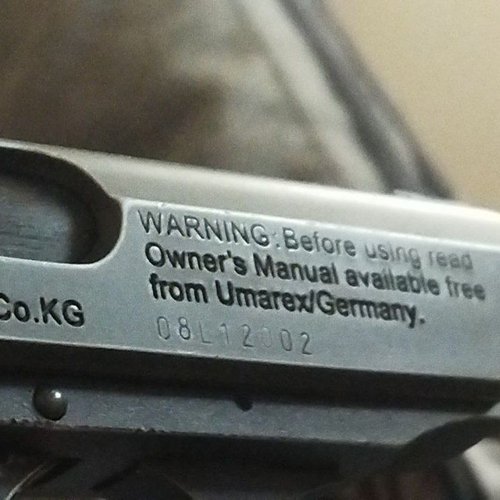 WARNING:Before using read
Owner's Manual available free
from Umarex/Germany.
Co.KG